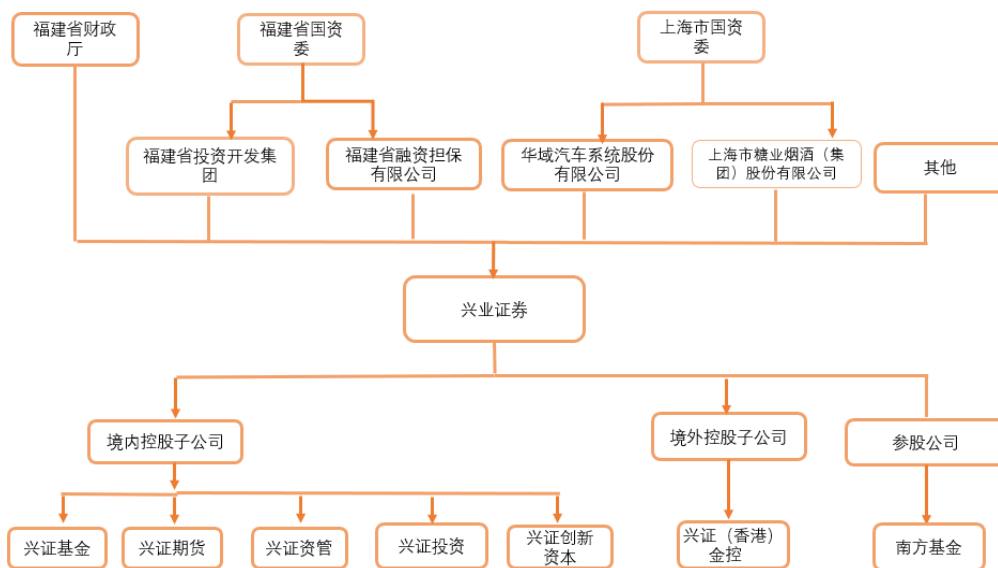 福建省财政
厅
福建省国资
委
上海市国资
委
福建省投资开发集
团
福建省融资担保
有限公司
华域汽车系统股份
有限公司
上海市糖业烟酒（集
团）股份有限公司
其他
兴业证券
境内控股子公司
境外控股子公司
参股公司
兴证基金
兴证期货
兴证资管
兴证投资
兴证创新
资本
兴证（香港）
金控
南方基金